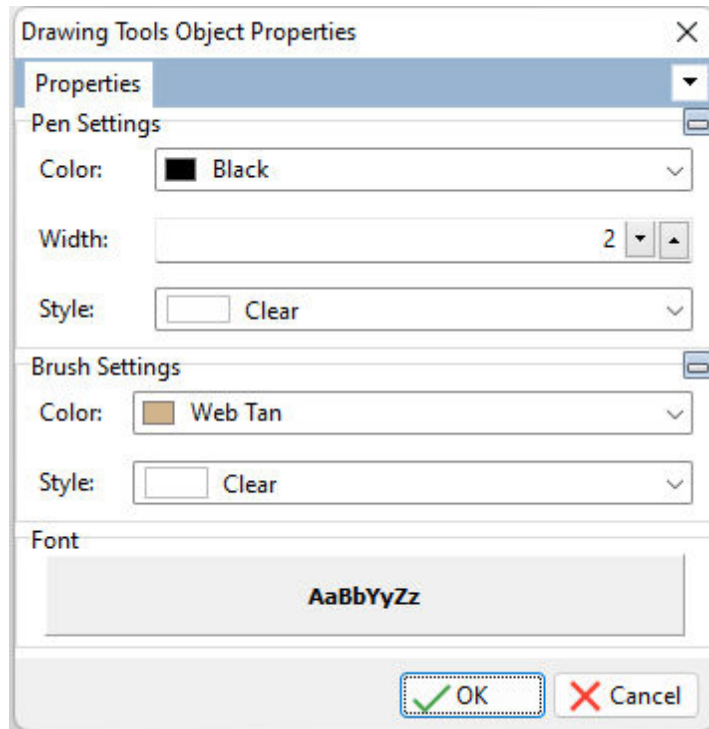 Drawing Tools Object Properties
Properties
Pen Settings
Color: Black
Width: 2
Style: Clear
Brush Settings
Color: Web Tan
Style: Clear
Font
AaBbYyZz
OK Cancel